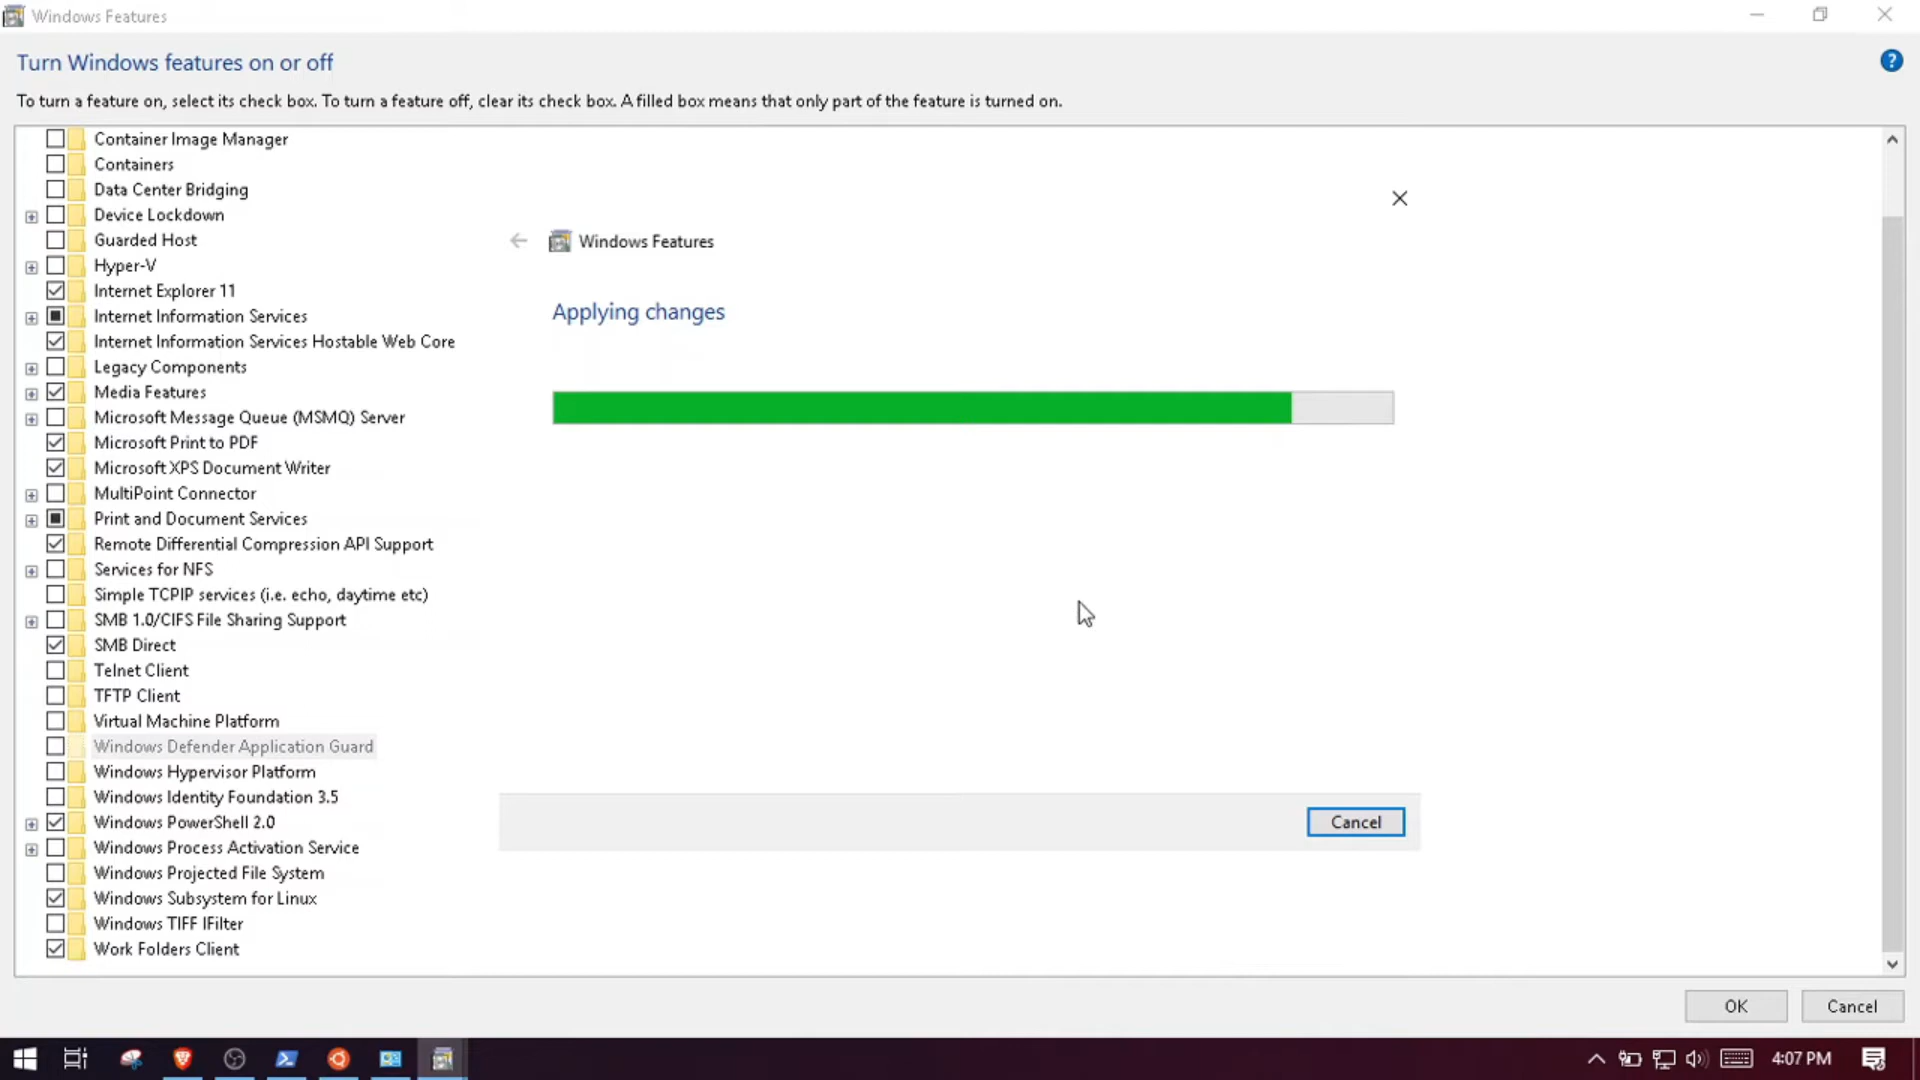 Windows Features
Turn Windows features on or off
To turn a feature on, select its check box. To turn a feature off, clear its check box. A filled box means that only part of the feature is turned on.
Container Image Manager
Containers
Data Center Bridging
Device Lockdown
Guarded Host
Hyper-V
Internet Explorer 11
Internet Information Services
Internet Information Services Hostable Web Core
Legacy Components
Media Features
Microsoft Message Queue (MSMQ) Server
Microsoft Print to PDF
Microsoft XPS Document Writer
MultiPoint Connector
Print and Document Services
Remote Differential Compression API Support
Services for NFS
Simple TCPIP services (i.e. echo, daytime etc)
SMB 1.0/CIFS File Sharing Support
SMB Direct
Telnet Client
TFTP Client
Virtual Machine Platform
Windows Defender Application Guard
Windows Hypervisor Platform
Windows Identity Foundation 3.5
Windows PowerShell 2.0
Windows Process Activation Service
Windows Projected File System
Windows Subsystem for Linux
Windows TIFF IFilter
Work Folders Client
Windows Features
Applying changes
Cancel
OK
Cancel
4:07 PM